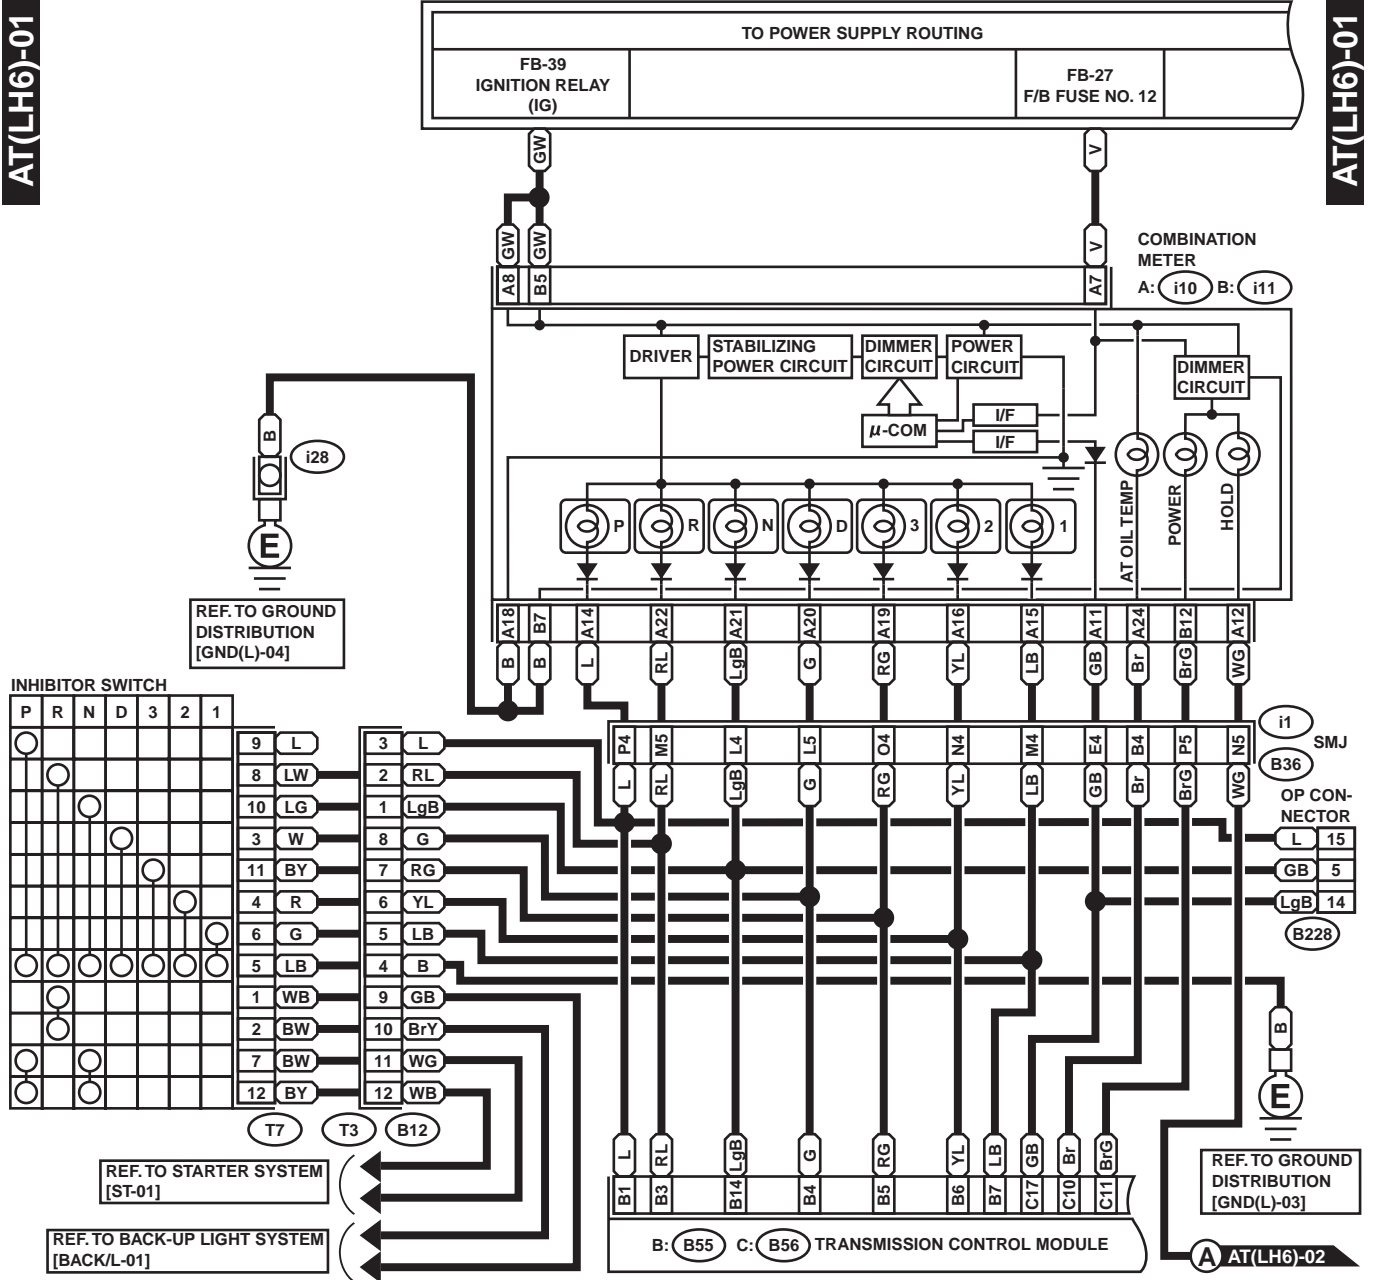 AT(LH6)-01
AT(LH6)-01
TO POWER SUPPLY ROUTING
FB-39
IGNITION RELAY
(IG)
FB-27
F/B FUSE NO. 12
GW
V
GW GW V
A8 B5 A7
COMBINATION
METER
A: i10 B: i11
DRIVER
STABILIZING
POWER CIRCUIT
DIMMER
CIRCUIT
POWER
CIRCUIT
DIMMER
CIRCUIT
I/F
µ-COM
I/F
B
i28
E
REF. TO GROUND
DISTRIBUTION
[GND(L)-04]
P R N D 3 2 1
AT OIL TEMP
POWER
HOLD
A18 B7 A14 A22 A21 A20 A19 A16 A15 A11 A24 B12 A12
B B L RL LgB G RG YL LB GB Br BrG WG
i1
SMJ
B36
P4 M5 L4 L5 O4 N4 M4 E4 B4 P5 N5
L RL LgB G RG YL LB GB Br BrG WG
INHIBITOR SWITCH
P R N D 3 2 1
9 L 3 L
8 LW 2 RL
10 LG 1 LgB
3 W 8 G
11 BY 7 RG
4 R 6 YL
6 G 5 LB
5 LB 4 B
1 WB 9 GB
2 BW 10 BrY
7 BW 11 WG
12 BY 12 WB
T7 T3 B12
OP CON-
NECTOR
L 15
GB 5
LgB 14
B228
B
E
REF. TO GROUND
DISTRIBUTION
[GND(L)-03]
REF. TO STARTER SYSTEM
[ST-01]
REF. TO BACK-UP LIGHT SYSTEM
[BACK/L-01]
L RL LgB G RG YL LB GB Br BrG
B1 B3 B14 B4 B5 B6 B7 C17 C10 C11
B: B55 C: B56 TRANSMISSION CONTROL MODULE
A AT(LH6)-02